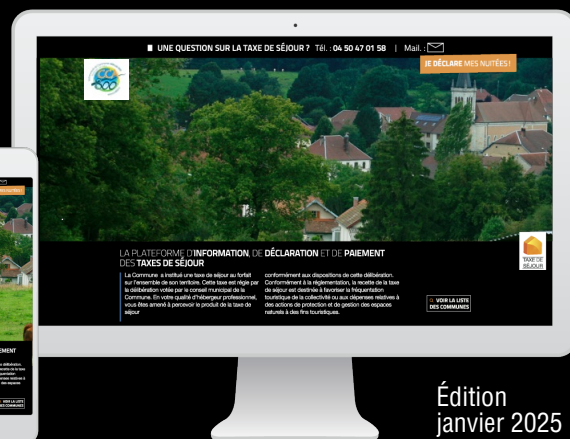 UNE QUESTION SUR LA TAXE DE SÉJOUR ? Tél. : 04 50 47 01 58 | Mail. :
JE DÉCLARE MES NUITÉES !
LA PLATEFORME D'INFORMATION, DE DÉCLARATION ET DE PAIEMENT
DES TAXES DE SÉJOUR
La Commune a institué une taxe de séjour au forfait
sur l'ensemble de son territoire. Cette taxe est régie par
la délibération votée par le conseil municipal de la
Commune. En votre qualité d'hébergeur professionnel,
vous êtes amené à percevoir le produit de la taxe de
séjour
conformément aux dispositions de cette délibération.
Conformément à la réglementation, la recette de la taxe
de séjour est destinée à favoriser la fréquentation
touristique de la collectivité ou aux dépenses relatives à
des actions de protection et de gestion des espaces
naturels à des fins touristiques.
TAXE DE
SÉJOUR
VOIR LA LISTE
DES COMMUNES
EMENT
VOIR LA LISTE
DES COMMUNES
Édition
janvier 2025